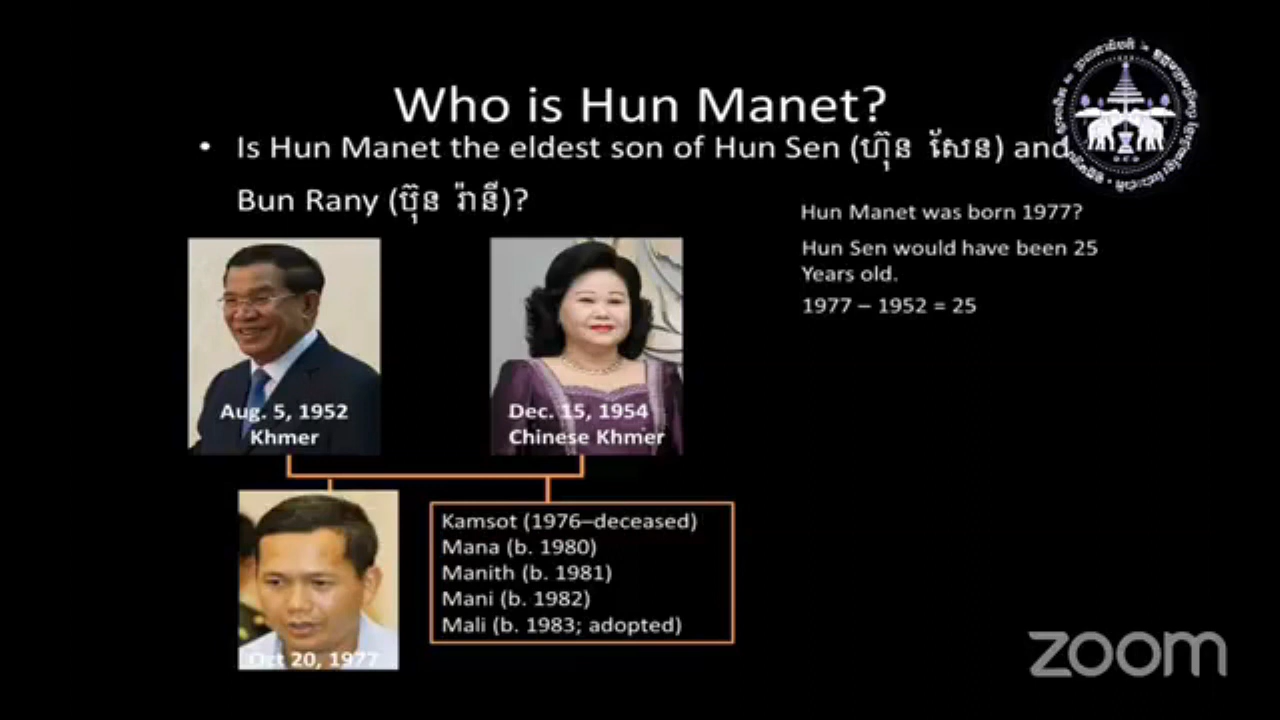 Who is Hun Manet?
• Is Hun Manet the eldest son of Hun Sen (ហ៊ុន សែន) and
Bun Rany (ប៊ុន រ៉ានី)?
Hun Manet was born 1977?
Hun Sen would have been 25
Years old.
1977 – 1952 = 25
Aug. 5, 1952
Khmer
Dec. 15, 1954
Chinese Khmer
Oct 20, 1977
Kamsot (1976–deceased)
Mana (b. 1980)
Manith (b. 1981)
Mani (b. 1982)
Mali (b. 1983; adopted)
zoom